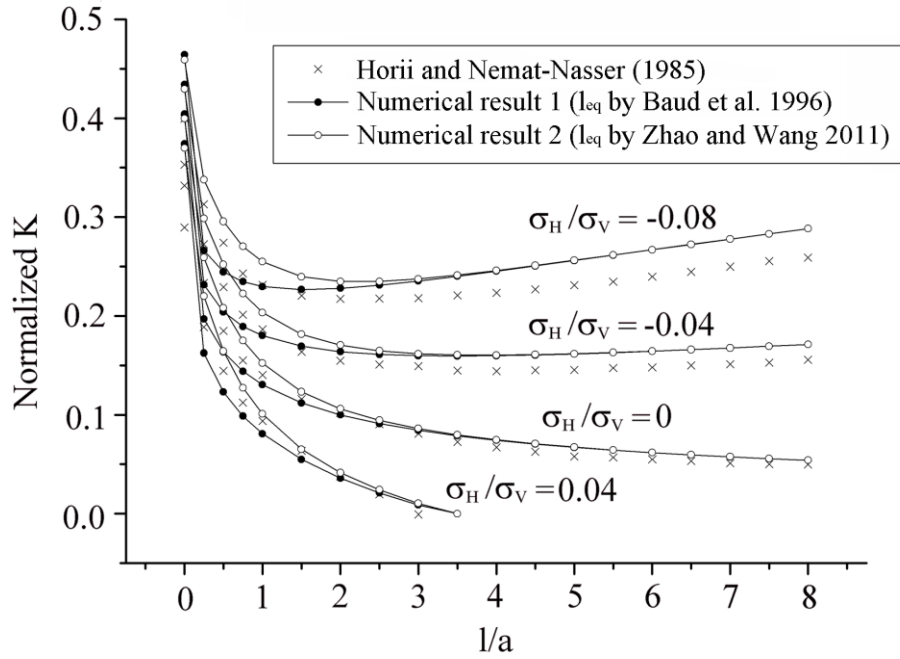 0.5
0.4
0.3
0.2
0.1
0.0
Normalized K
× Horii and Nemat-Nasser (1985)
Numerical result 1 (leq by Baud et al. 1996)
Numerical result 2 (leq by Zhao and Wang 2011)
σH/σV = -0.08
σH/σV = -0.04
σH/σV = 0
σH/σV = 0.04
0 1 2 3 4 5 6 7 8
l/a